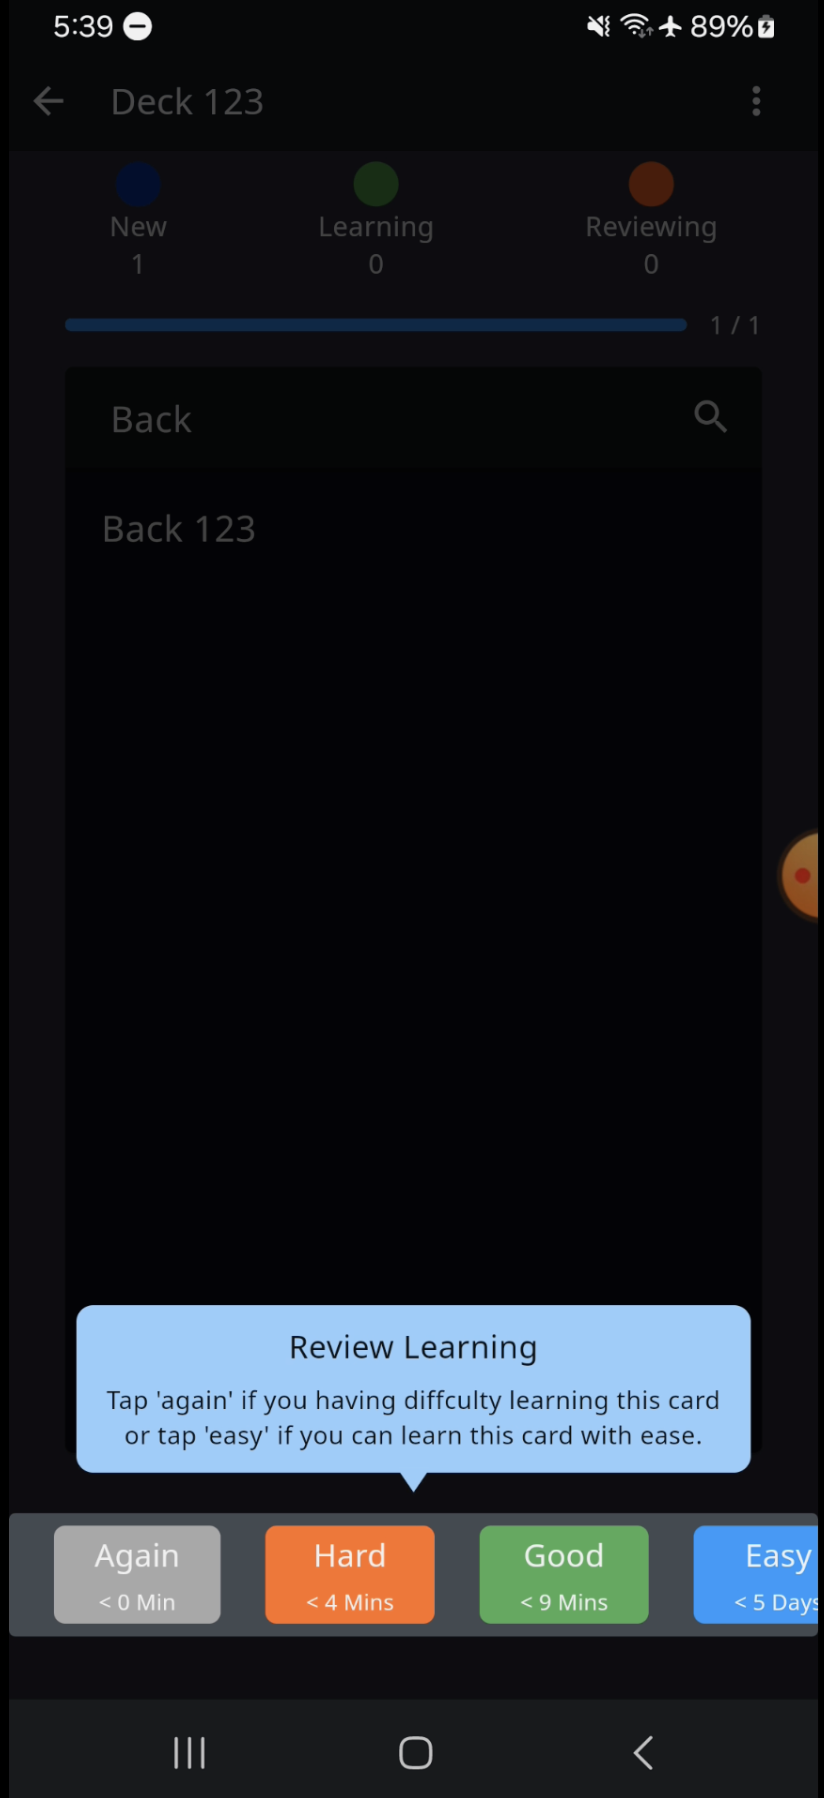 5:39
89%
Deck 123
New
Learning
Reviewing
1
0
0
1 / 1
Back
Back 123
Review Learning
Tap 'again' if you having diffculty learning this card
or tap 'easy' if you can learn this card with ease.
Again
Hard
Good
Easy
< 0 Min
< 4 Mins
< 9 Mins
< 5 Days